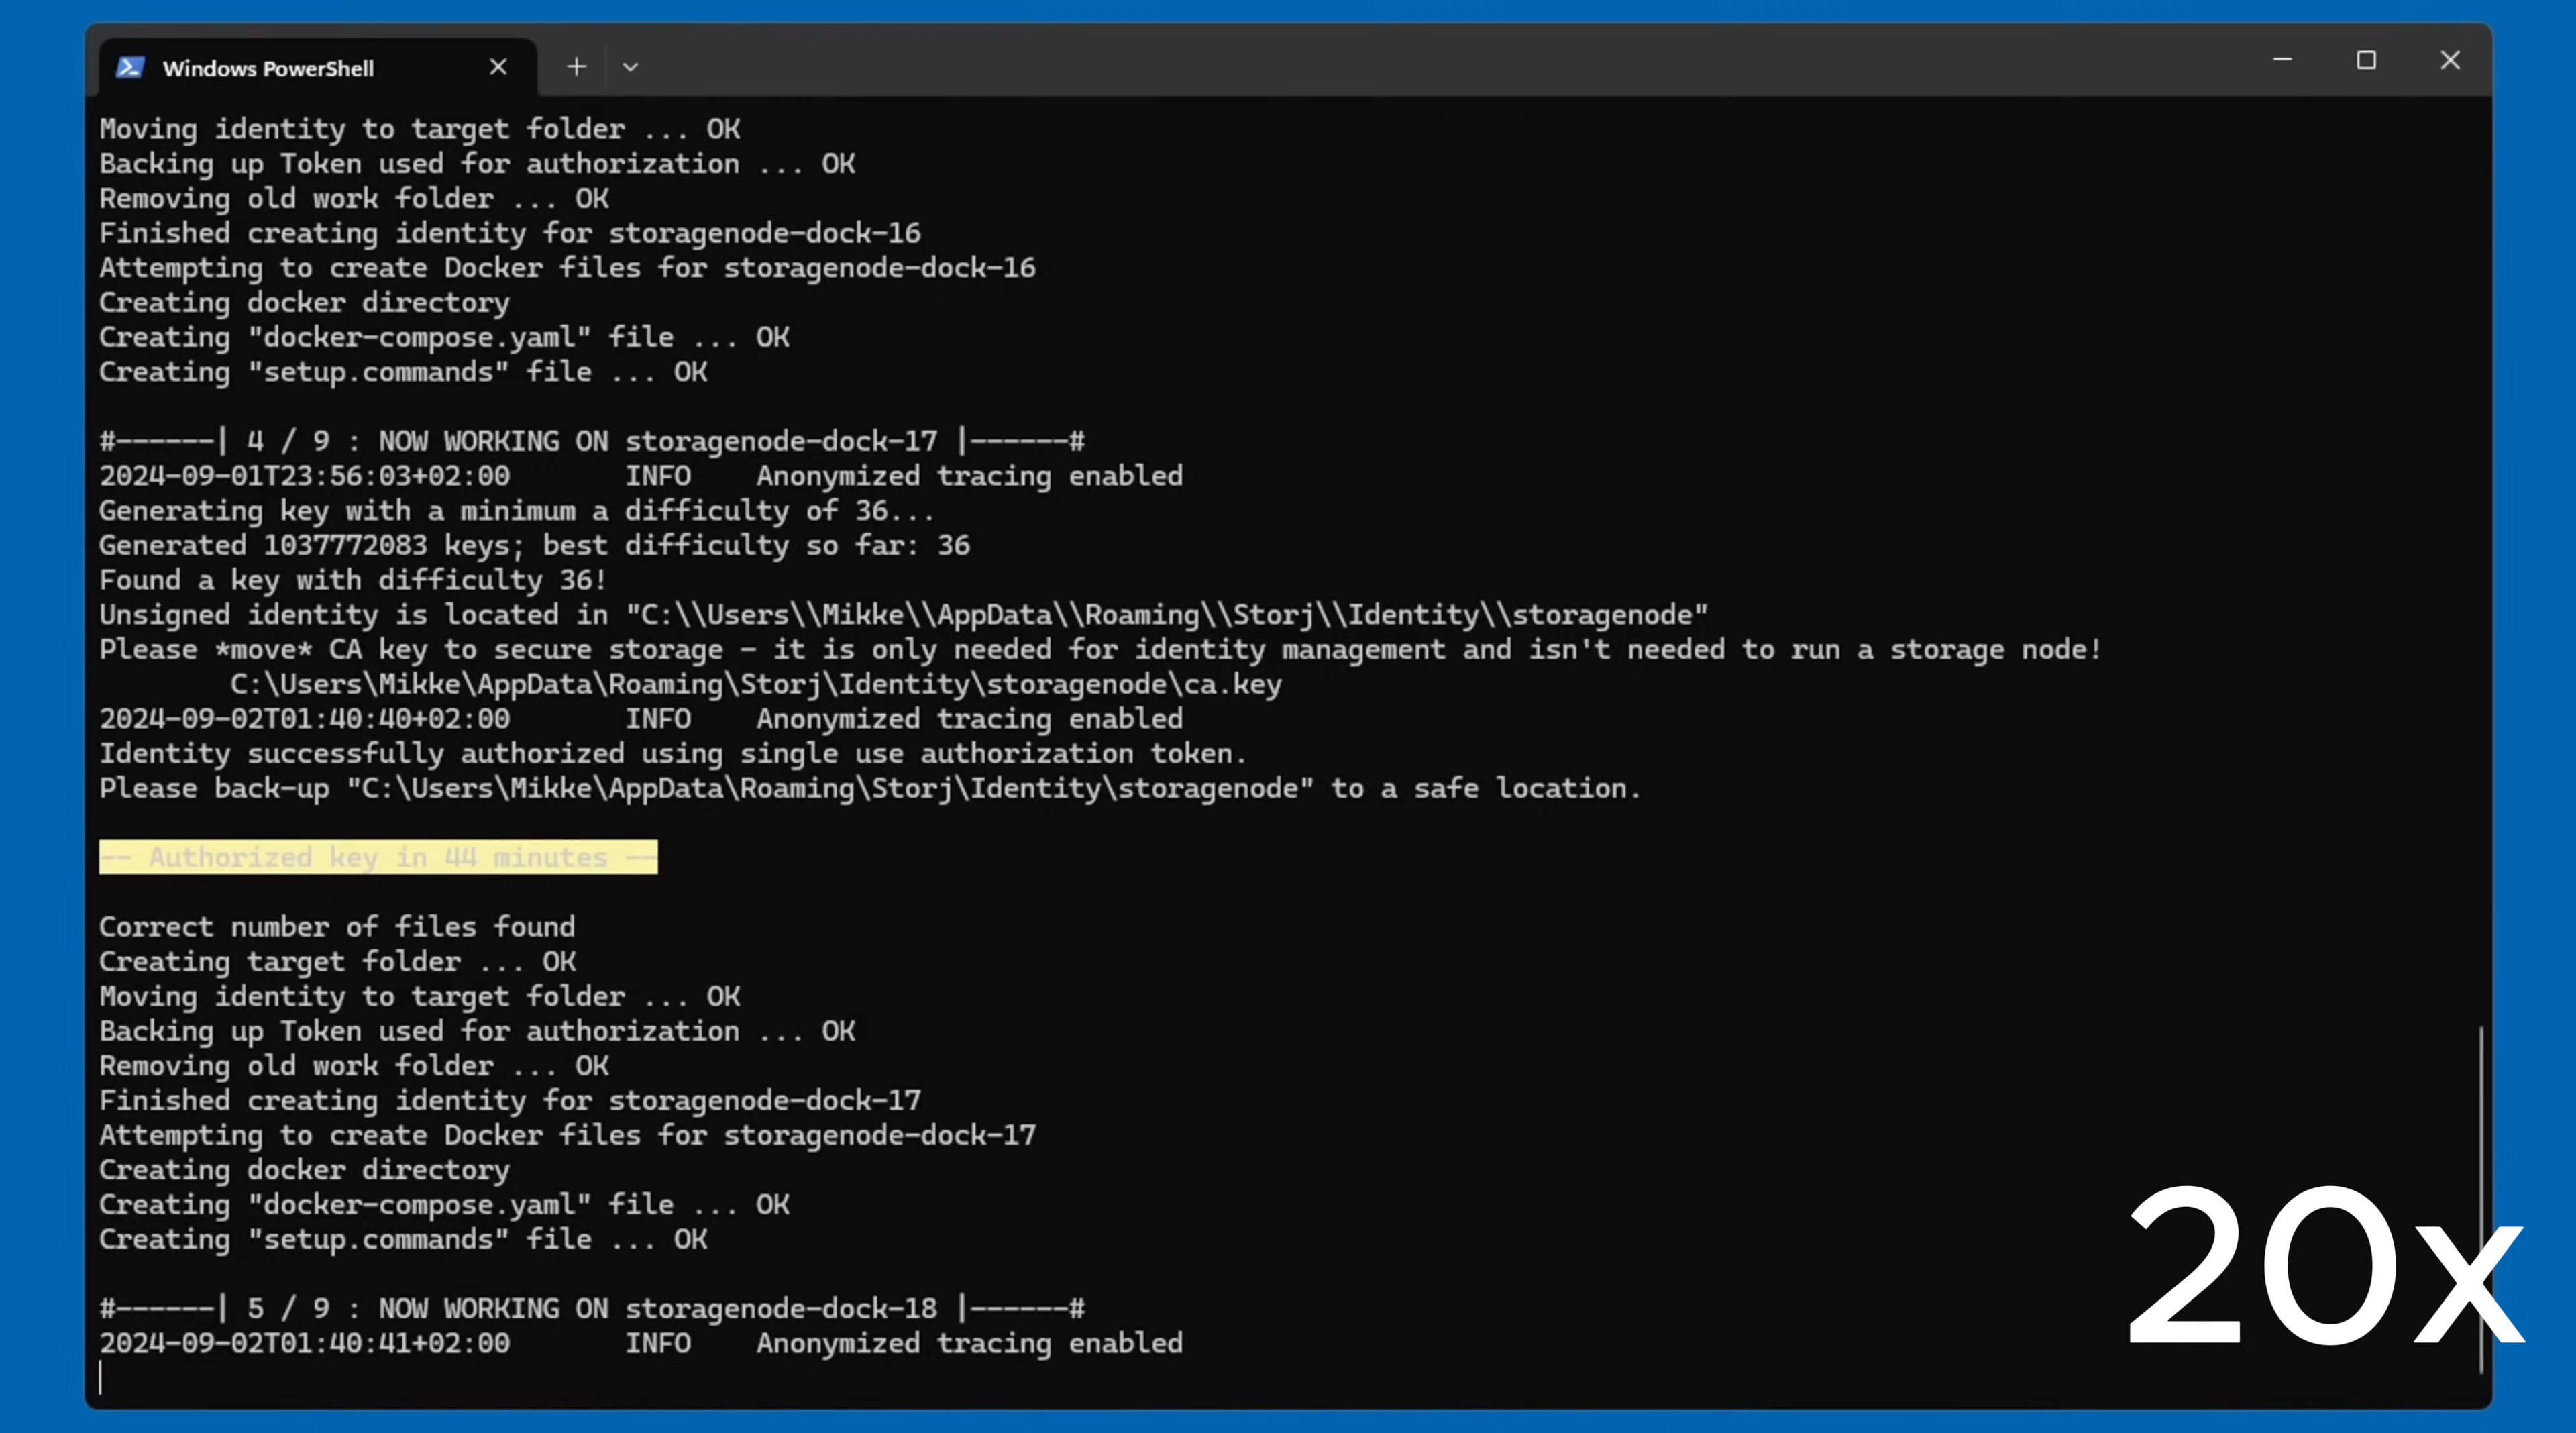 Windows PowerShell
Moving identity to target folder ... OK
Backing up Token used for authorization ... OK
Removing old work folder ... OK
Finished creating identity for storagenode-dock-16
Attempting to create Docker files for storagenode-dock-16
Creating docker directory
Creating "docker-compose.yaml" file ... OK
Creating "setup.commands" file ... OK
#------| 4 / 9 : NOW WORKING ON storagenode-dock-17 |------#
2024-09-01T23:56:03+02:00 INFO Anonymized tracing enabled
Generating key with a minimum a difficulty of 36...
Generated 1037772083 keys; best difficulty so far: 36
Found a key with difficulty 36!
Unsigned identity is located in "C:\\Users\\Mikke\\AppData\\Roaming\\Storj\\Identity\\storagenode"
Please *move* CA key to secure storage - it is only needed for identity management and isn't needed to run a storage node!
C:\Users\Mikke\AppData\Roaming\Storj\Identity\storagenode\ca.key
2024-09-02T01:40:40+02:00 INFO Anonymized tracing enabled
Identity successfully authorized using single use authorization token.
Please back-up "C:\Users\Mikke\AppData\Roaming\Storj\Identity\storagenode" to a safe location.
-- Authorized key in 44 minutes --
Correct number of files found
Creating target folder ... OK
Moving identity to target folder ... OK
Backing up Token used for authorization ... OK
Removing old work folder ... OK
Finished creating identity for storagenode-dock-17
Attempting to create Docker files for storagenode-dock-17
Creating docker directory
Creating "docker-compose.yaml" file ... OK
Creating "setup.commands" file ... OK
#------| 5 / 9 : NOW WORKING ON storagenode-dock-18 |------#
2024-09-02T01:40:41+02:00 INFO Anonymized tracing enabled
20x